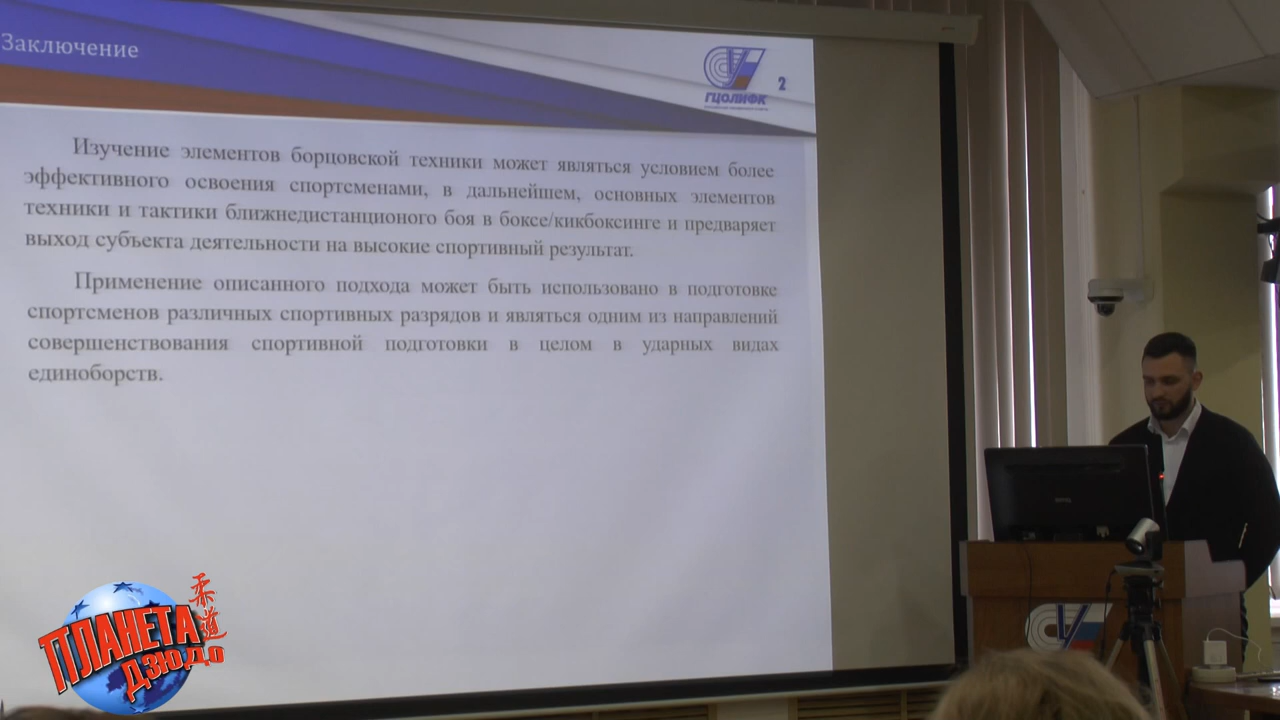 Заключение
ГЦОЛИФК
2
Изучение элементов борцовской техники может являться условием более
эффективного освоения спортсменами, в дальнейшем, основных элементов
техники и тактики ближнедистанционого боя в боксе/кикбоксинге и предваряет
выход субъекта деятельности на высокие спортивный результат.
Применение описанного подхода может быть использовано в подготовке
спортсменов различных спортивных разрядов и являться одним из направлений
совершенствования спортивной подготовки в целом в ударных видах
единоборств.
ПЛАНЕТА
ДЗЮДО
柔道